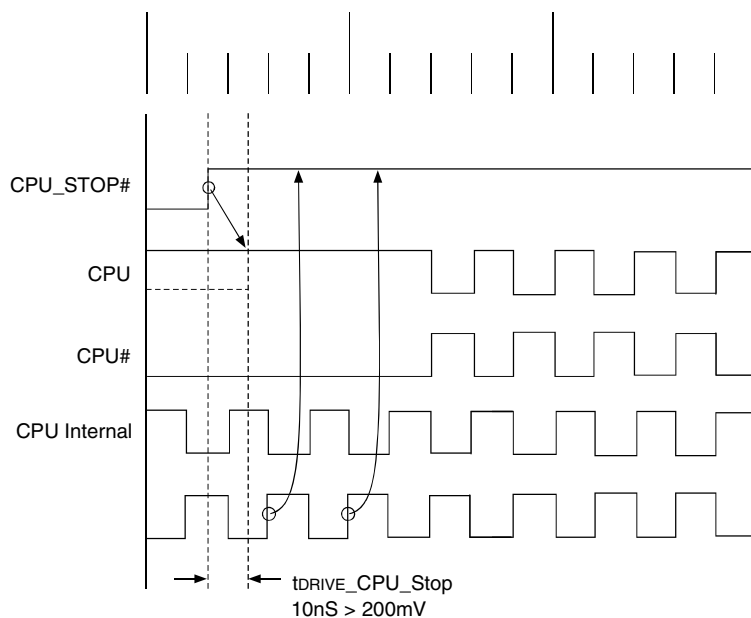 CPU_STOP#
CPU
CPU#
CPU Internal
tDRIVE_CPU_Stop
10nS > 200mV